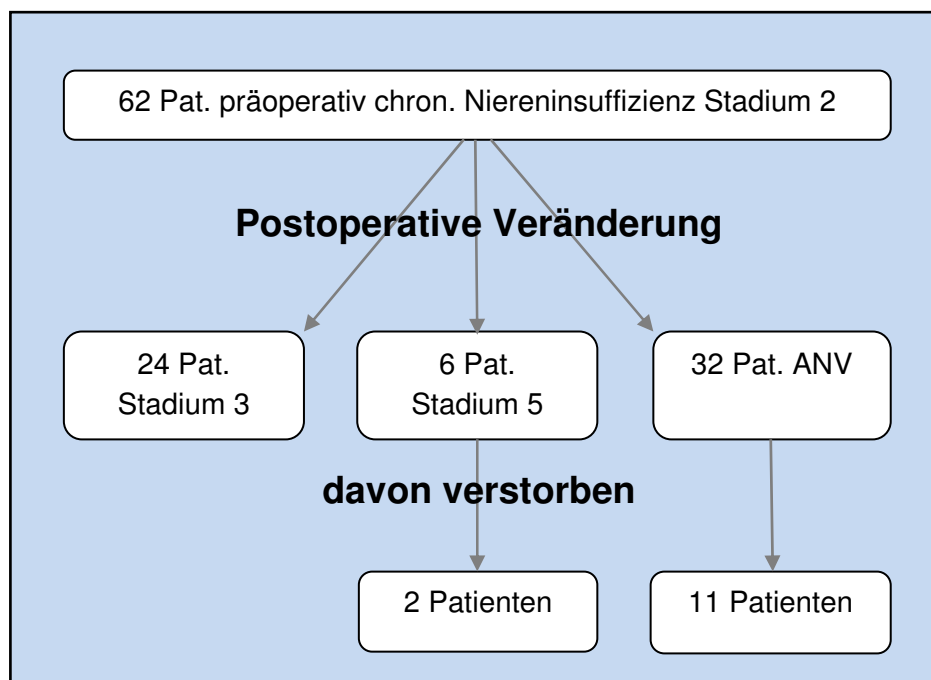 62 Pat. präoperativ chron. Niereninsuffizienz Stadium 2
Postoperative Veränderung
24 Pat.
Stadium 3
6 Pat.
Stadium 5
32 Pat. ANV
davon verstorben
2 Patienten
11 Patienten